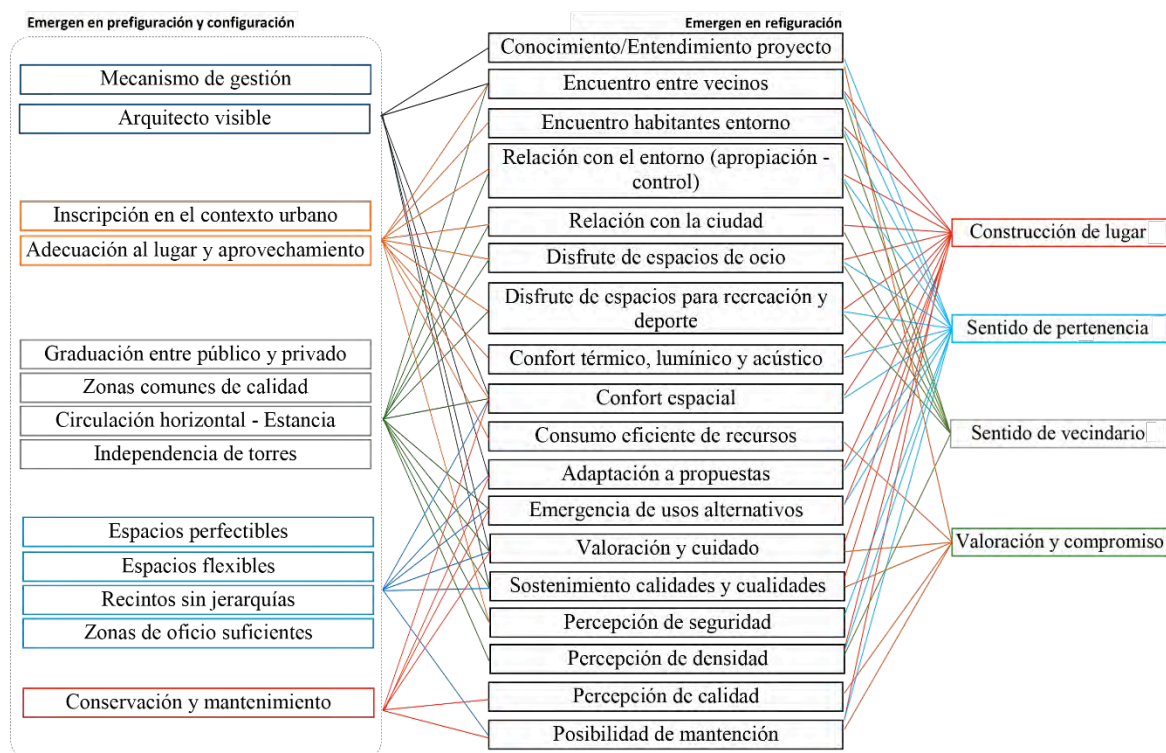 Emergen en prefiguración y configuración
Mecanismo de gestión
Arquitecto visible
Inscripción en el contexto urbano
Adecuación al lugar y aprovechamiento
Graduación entre público y privado
Zonas comunes de calidad
Circulación horizontal - Estancia
Independencia de torres
Espacios perfectibles
Espacios flexibles
Recintos sin jerarquías
Zonas de oficio suficientes
Conservación y mantenimiento
Emergen en refiguración
Conocimiento/Entendimiento proyecto
Encuentro entre vecinos
Encuentro habitantes entorno
Relación con el entorno (apropiación -
control)
Relación con la ciudad
Disfrute de espacios de ocio
Disfrute de espacios para recreación y
deporte
Confort térmico, lumínico y acústico
Confort espacial
Consumo eficiente de recursos
Adaptación a propuestas
Emergencia de usos alternativos
Valoración y cuidado
Sostenimiento calidades y cualidades
Percepción de seguridad
Percepción de densidad
Percepción de calidad
Posibilidad de mantención
Construcción de lugar
Sentido de pertenencia
Sentido de vecindario
Valoración y compromiso